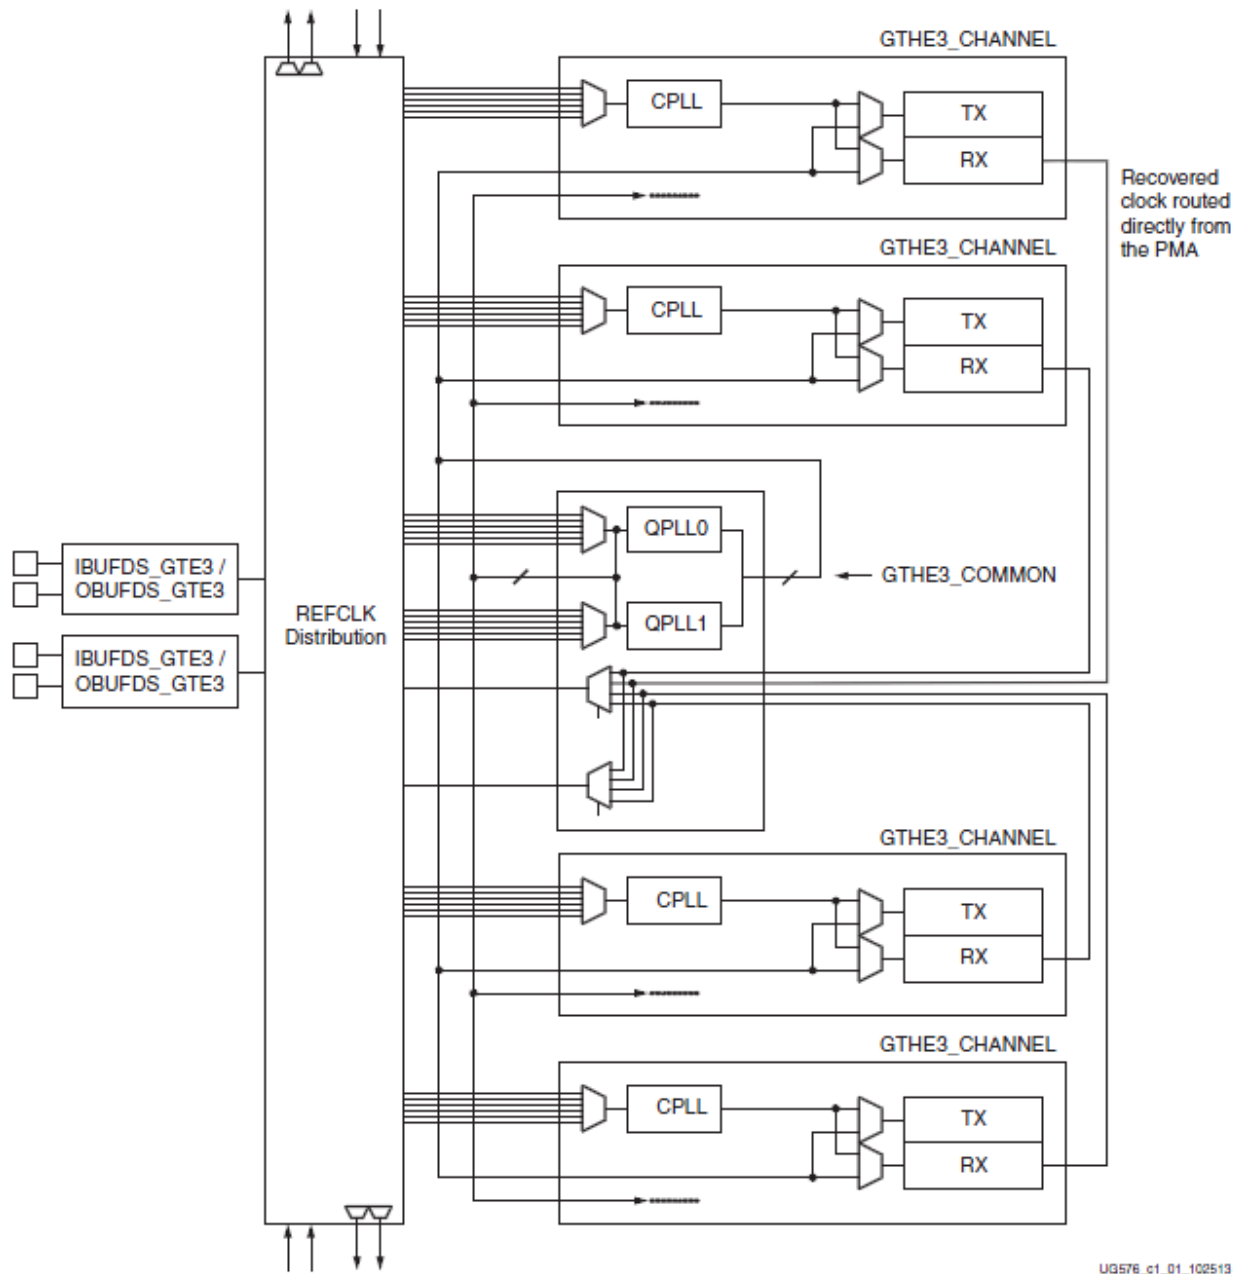 GTHE3_CHANNEL
CPLL
TX
RX
Recovered
clock routed
directly from
the PMA
GTHE3_CHANNEL
CPLL
TX
RX
QPLL0
GTHE3_COMMON
QPLL1
IBUFDS_GTE3 /
OBUFDS_GTE3
IBUFDS_GTE3 /
OBUFDS_GTE3
REFCLK
Distribution
GTHE3_CHANNEL
CPLL
TX
RX
GTHE3_CHANNEL
CPLL
TX
RX
UG576_c1_01_102513